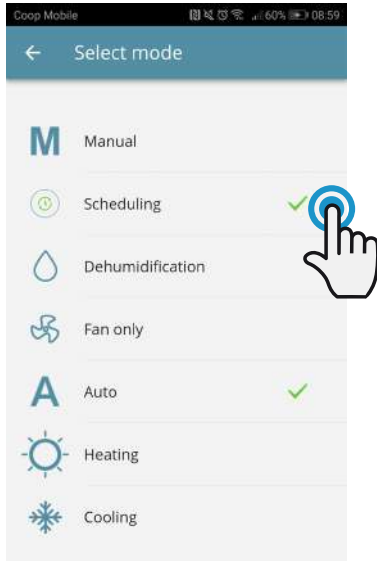 Coop Mobile 60% 08:59
Select mode
M Manual
Scheduling
Dehumidification
Fan only
A Auto
Heating
Cooling